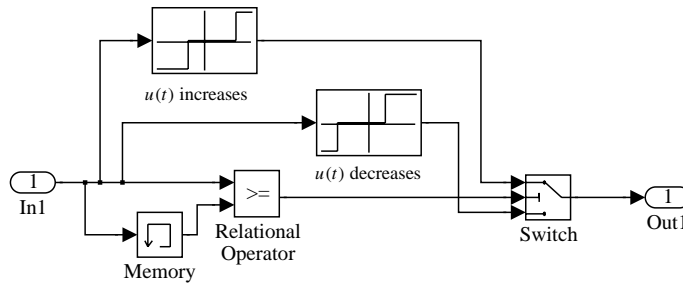 u(t) increases
u(t) decreases
1
In1
>=
Relational
Operator
Memory
Switch
1
Out1